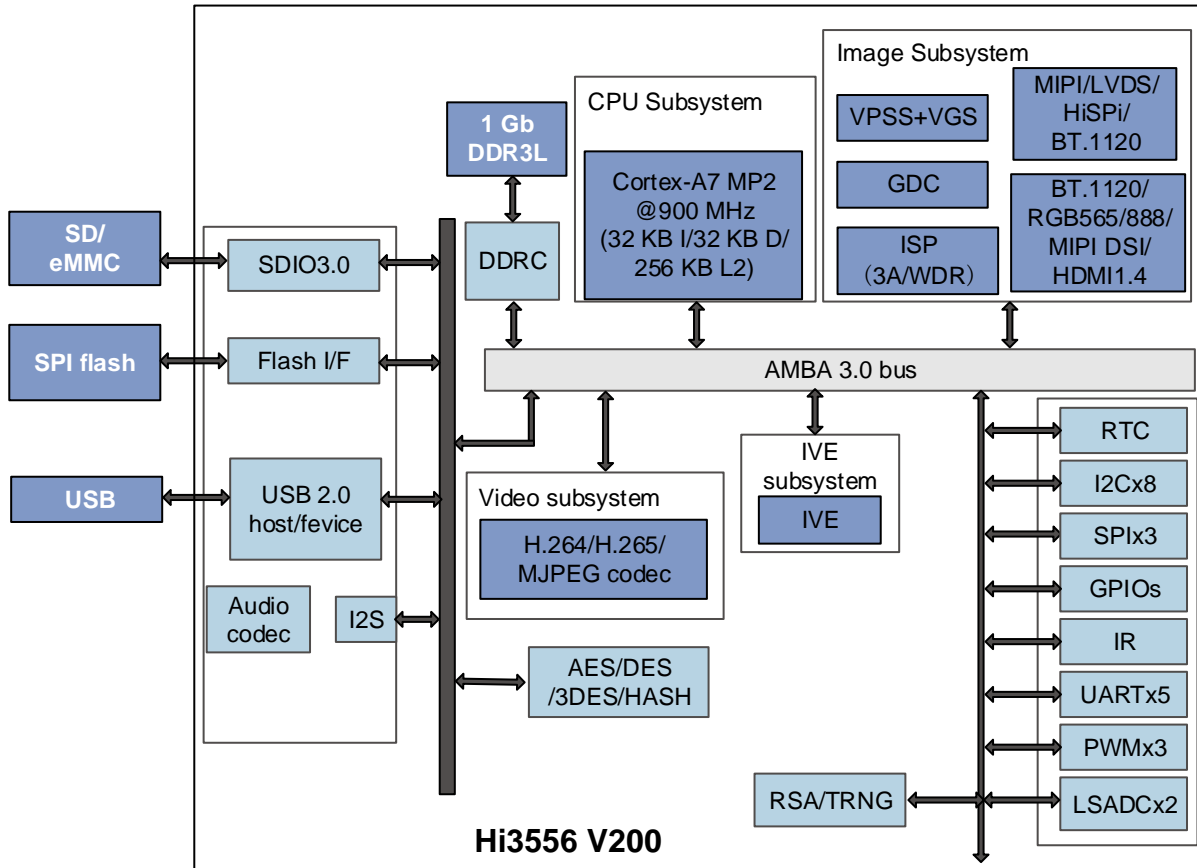 Image Subsystem
VPSS+VGS
GDC
ISP
（3A/WDR）
MIPI/LVDS/
HiSPi/
BT.1120
BT.1120/
RGB565/888/
MIPI DSI/
HDMI1.4
CPU Subsystem
Cortex-A7 MP2
@900 MHz
(32 KB I/32 KB D/
256 KB L2)
1 Gb
DDR3L
DDRC
SD/
eMMC
SDIO3.0
SPI flash
Flash I/F
USB
USB 2.0
host/fevice
Audio
codec
I2S
AMBA 3.0 bus
Video subsystem
H.264/H.265/
MJPEG codec
IVE
subsystem
IVE
AES/DES
/3DES/HASH
RTC
I2Cx8
SPIx3
GPIOs
IR
UARTx5
PWMx3
LSADCx2
RSA/TRNG
Hi3556 V200